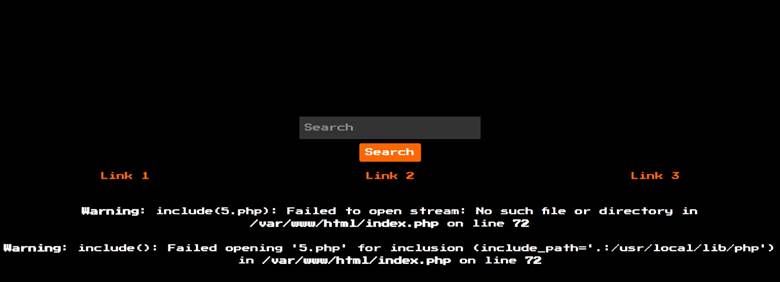 Search
Search
Link 1 Link 2 Link 3
Warning: include(5.php): Failed to open stream: No such file or directory in
/var/www/html/index.php on line 72
Warning: include(): Failed opening '5.php' for inclusion (include_path='.:/usr/local/lib/php')
in /var/www/html/index.php on line 72